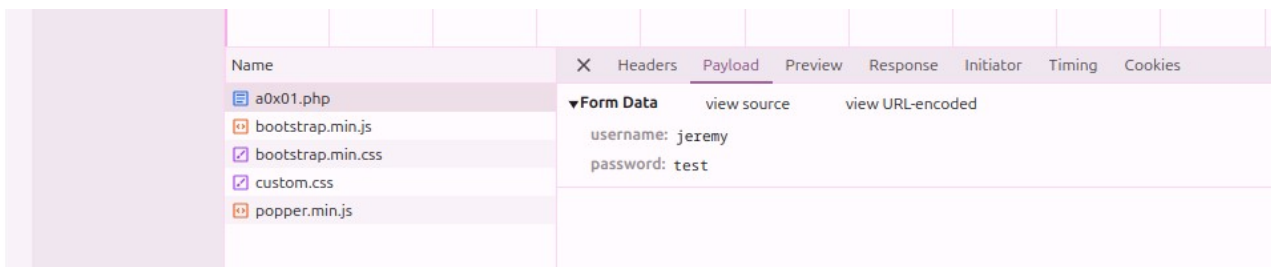 Name
a0x01.php
bootstrap.min.js
bootstrap.min.css
custom.css
popper.min.js
Headers Payload Preview Response Initiator Timing Cookies
▾Form Data view source view URL-encoded
username: jeremy
password: test